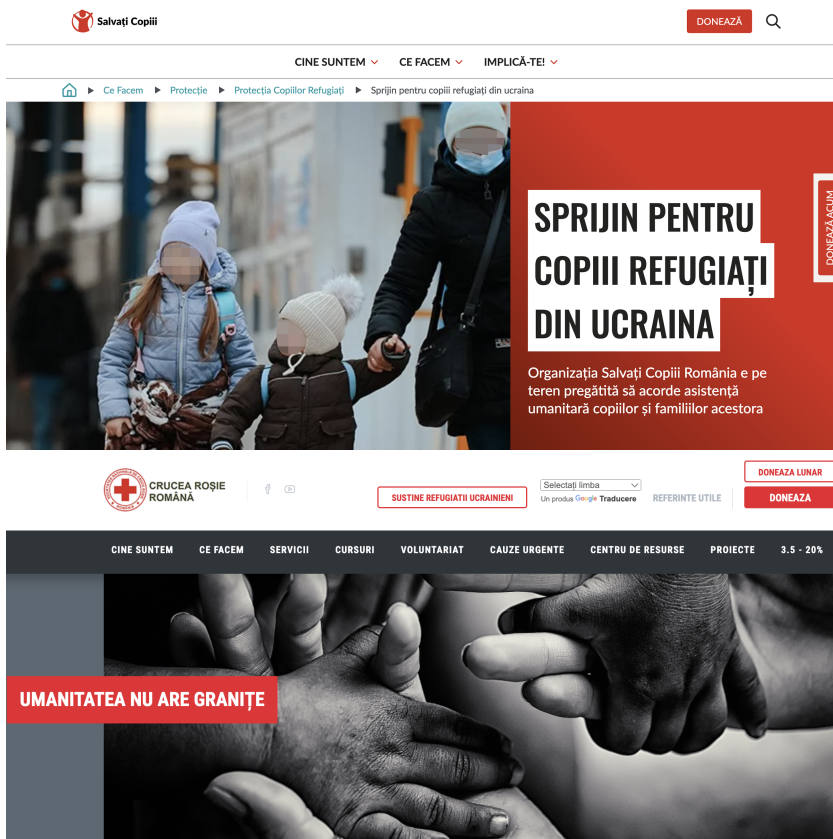 Salvați Copiii
DONEAZĂ
CINE SUNTEM
CE FACEM
IMPLICĂ-TE!
Ce Facem
Protecție
Protecția Copiilor Refugiați
Sprijin pentru copiii refugiați din ucraina
SPRIJIN PENTRU
COPIII REFUGIAȚI
DIN UCRAINA
DONEAZĂ ACUM
Organizația Salvați Copiii România e pe
teren pregătită să acorde asistență
umanitară copiilor și familiilor acestora
CRUCEA ROȘIE
ROMÂNĂ
SUSTINE REFUGIATII UCRAINIENI
Selectați limba
Un produs Google Traducere
REFERINTE UTILE
DONEAZA LUNAR
DONEAZA
CINE SUNTEM
CE FACEM
SERVICII
CURSURI
VOLUNTARIAT
CAUZE URGENTE
CENTRU DE RESURSE
PROIECTE
3.5 - 20%
UMANITATEA NU ARE GRANIȚE